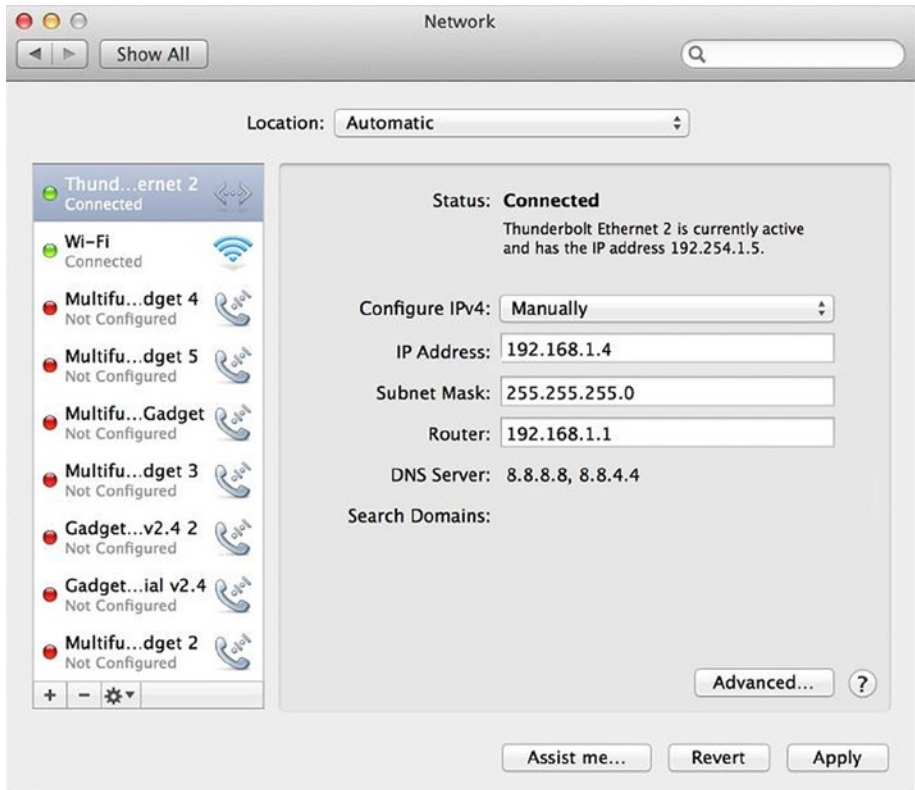 Network
Show All
Location: Automatic
Thund...ernet 2
Connected
Wi-Fi
Connected
Multifu...dget 4
Not Configured
Multifu...dget 5
Not Configured
Multifu...Gadget
Not Configured
Multifu...dget 3
Not Configured
Gadget...v2.4 2
Not Configured
Gadget...ial v2.4
Not Configured
Multifu...dget 2
Not Configured
Status: Connected
Thunderbolt Ethernet 2 is currently active
and has the IP address 192.254.1.5.
Configure IPv4: Manually
IP Address: 192.168.1.4
Subnet Mask: 255.255.255.0
Router: 192.168.1.1
DNS Server: 8.8.8.8, 8.8.4.4
Search Domains:
Advanced... ?
Assist me... Revert Apply